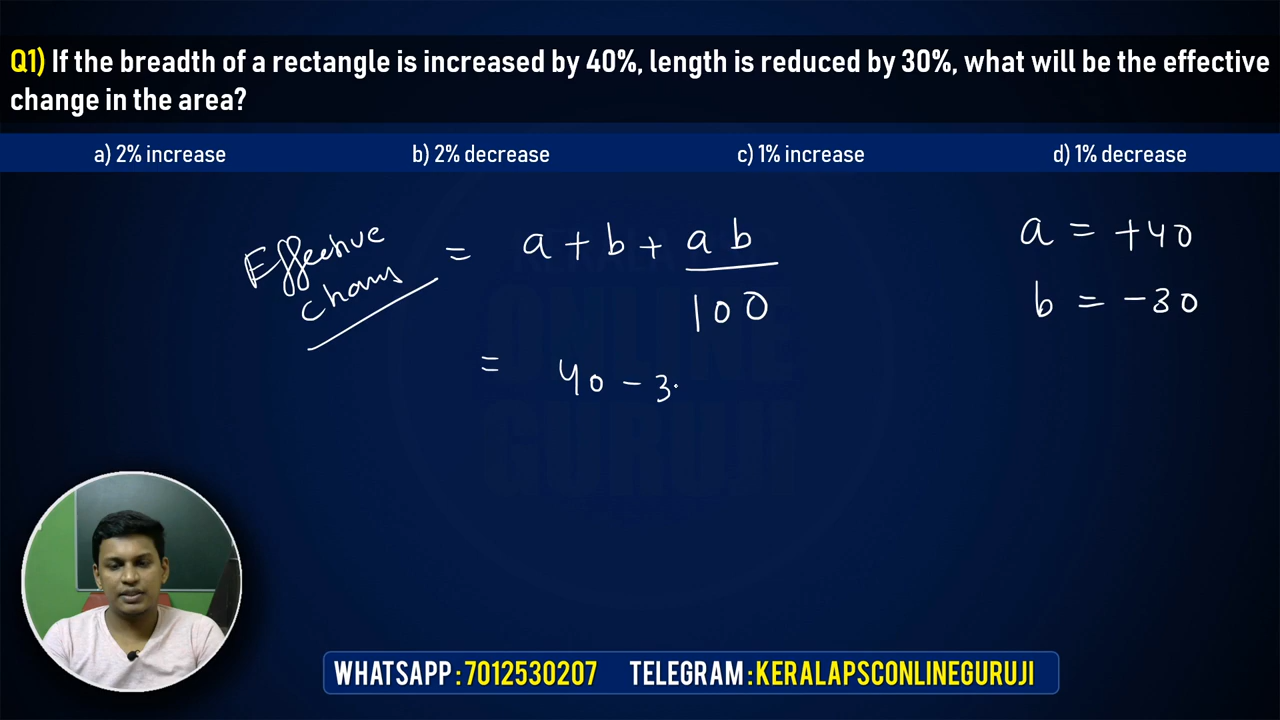 Q1) If the breadth of a rectangle is increased by 40%, length is reduced by 30%, what will be the effective
change in the area?
a) 2% increase b) 2% decrease c) 1% increase d) 1% decrease
Effective = a + b + ab
100
a = +40
b = -30
= 40 - 3
ONLINE
GURUJI
WHATSAPP : 7012530207 TELEGRAM : KERALAPSCONLINEGURUJI